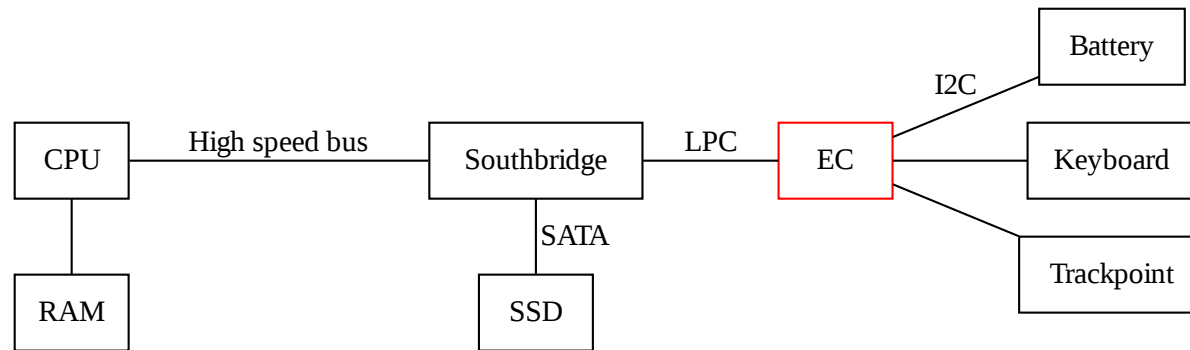 Battery
I2C
CPU
High speed bus
Southbridge
LPC
EC
Keyboard
SATA
RAM
SSD
Trackpoint